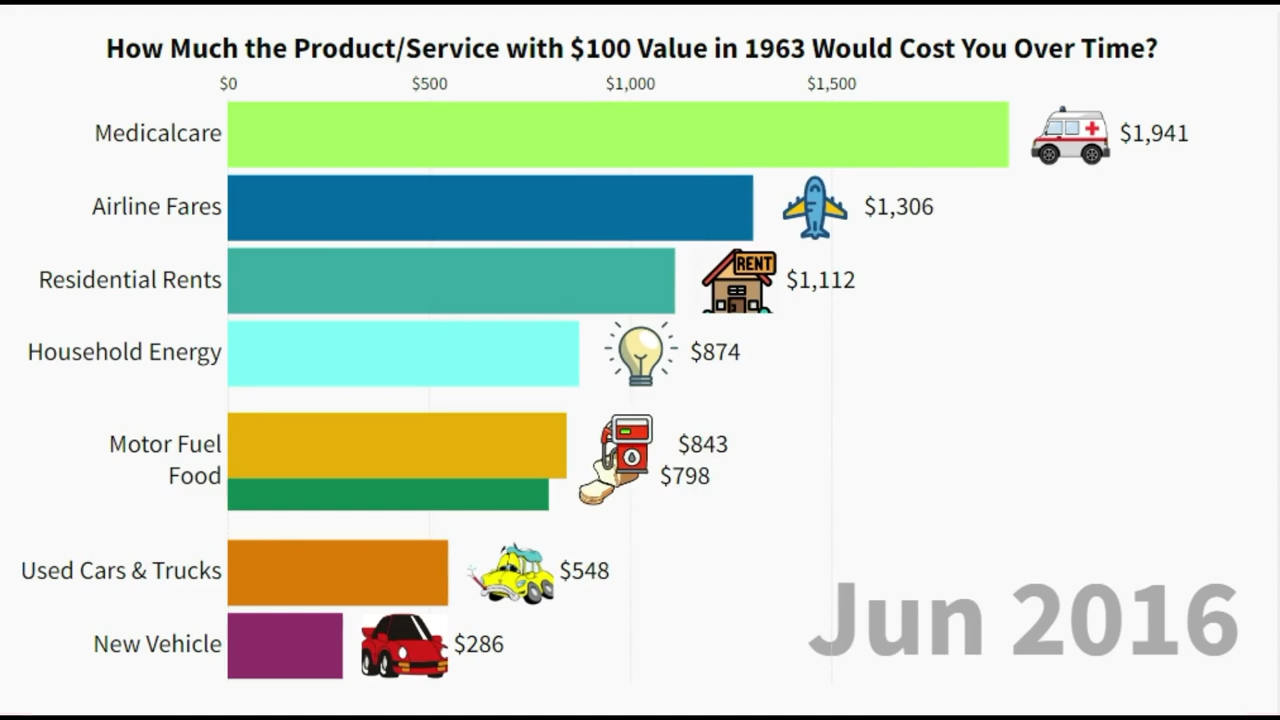 How Much the Product/Service with $100 Value in 1963 Would Cost You Over Time?
$0 $500 $1,000 $1,500
Medicalcare $1,941
Airline Fares $1,306
Residential Rents RENT $1,112
Household Energy $874
Motor Fuel $843
Food $798
Used Cars & Trucks $548
New Vehicle $286
Jun 2016